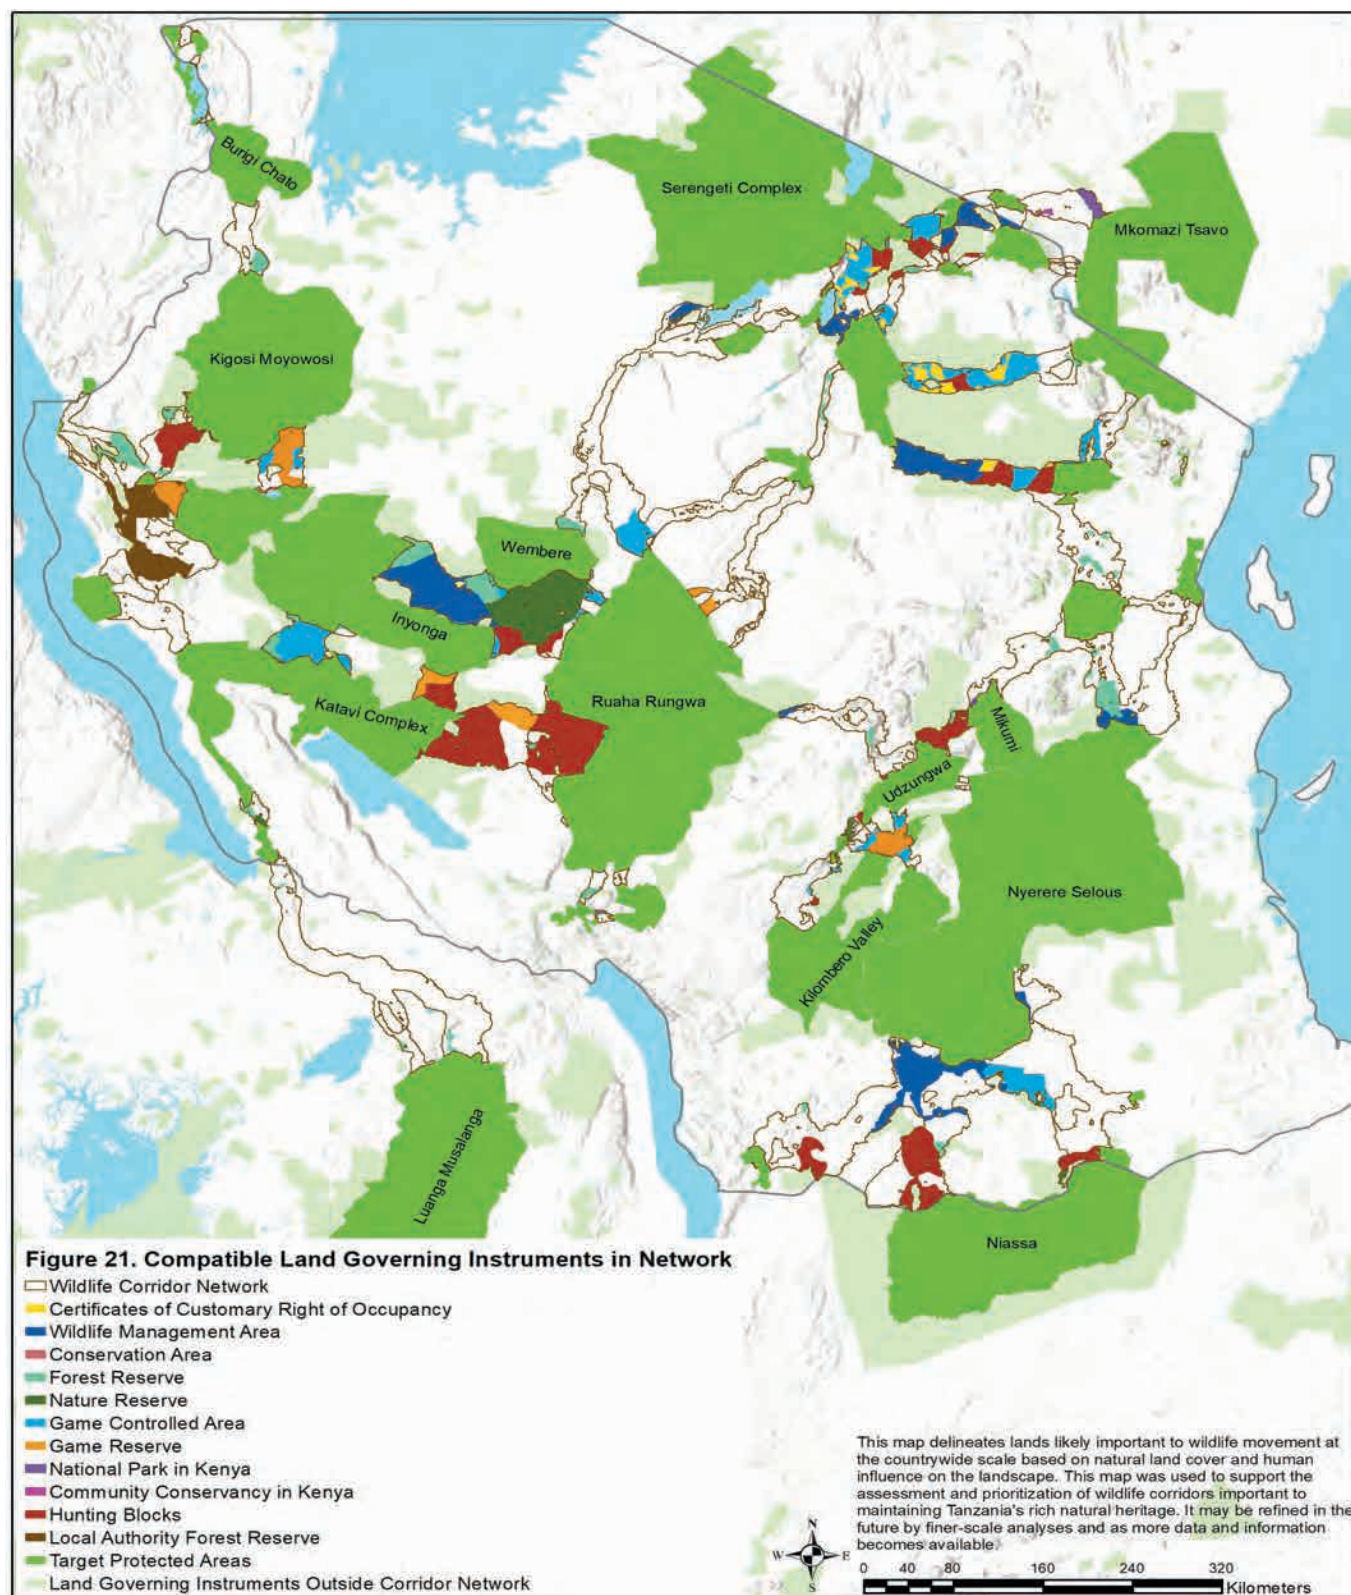 Burigi Chato
Serengeti Complex
Mkomazi Tsavo
Kigosi Moyowosi
Wembere
Inyonga
Ruaha Rungwa
Katavi Complex
Mikumi
Udzungwa
Nyerere Selous
Kilombero Valley
Luanga Musalanga
Niassa
Figure 21. Compatible Land Governing Instruments in Network
Wildlife Corridor Network
Certificates of Customary Right of Occupancy
Wildlife Management Area
Conservation Area
Forest Reserve
Nature Reserve
Game Controlled Area
Game Reserve
National Park in Kenya
Community Conservancy in Kenya
Hunting Blocks
Local Authority Forest Reserve
Target Protected Areas
Land Governing Instruments Outside Corridor Network
This map delineates lands likely important to wildlife movement at
the countrywide scale based on natural land cover and human
influence on the landscape. This map was used to support the
assessment and prioritization of wildlife corridors important to
maintaining Tanzania's rich natural heritage. It may be refined in the
future by finer-scale analyses and as more data and information
becomes available.
N
W E
S
0 40 80 160 240 320
Kilometers